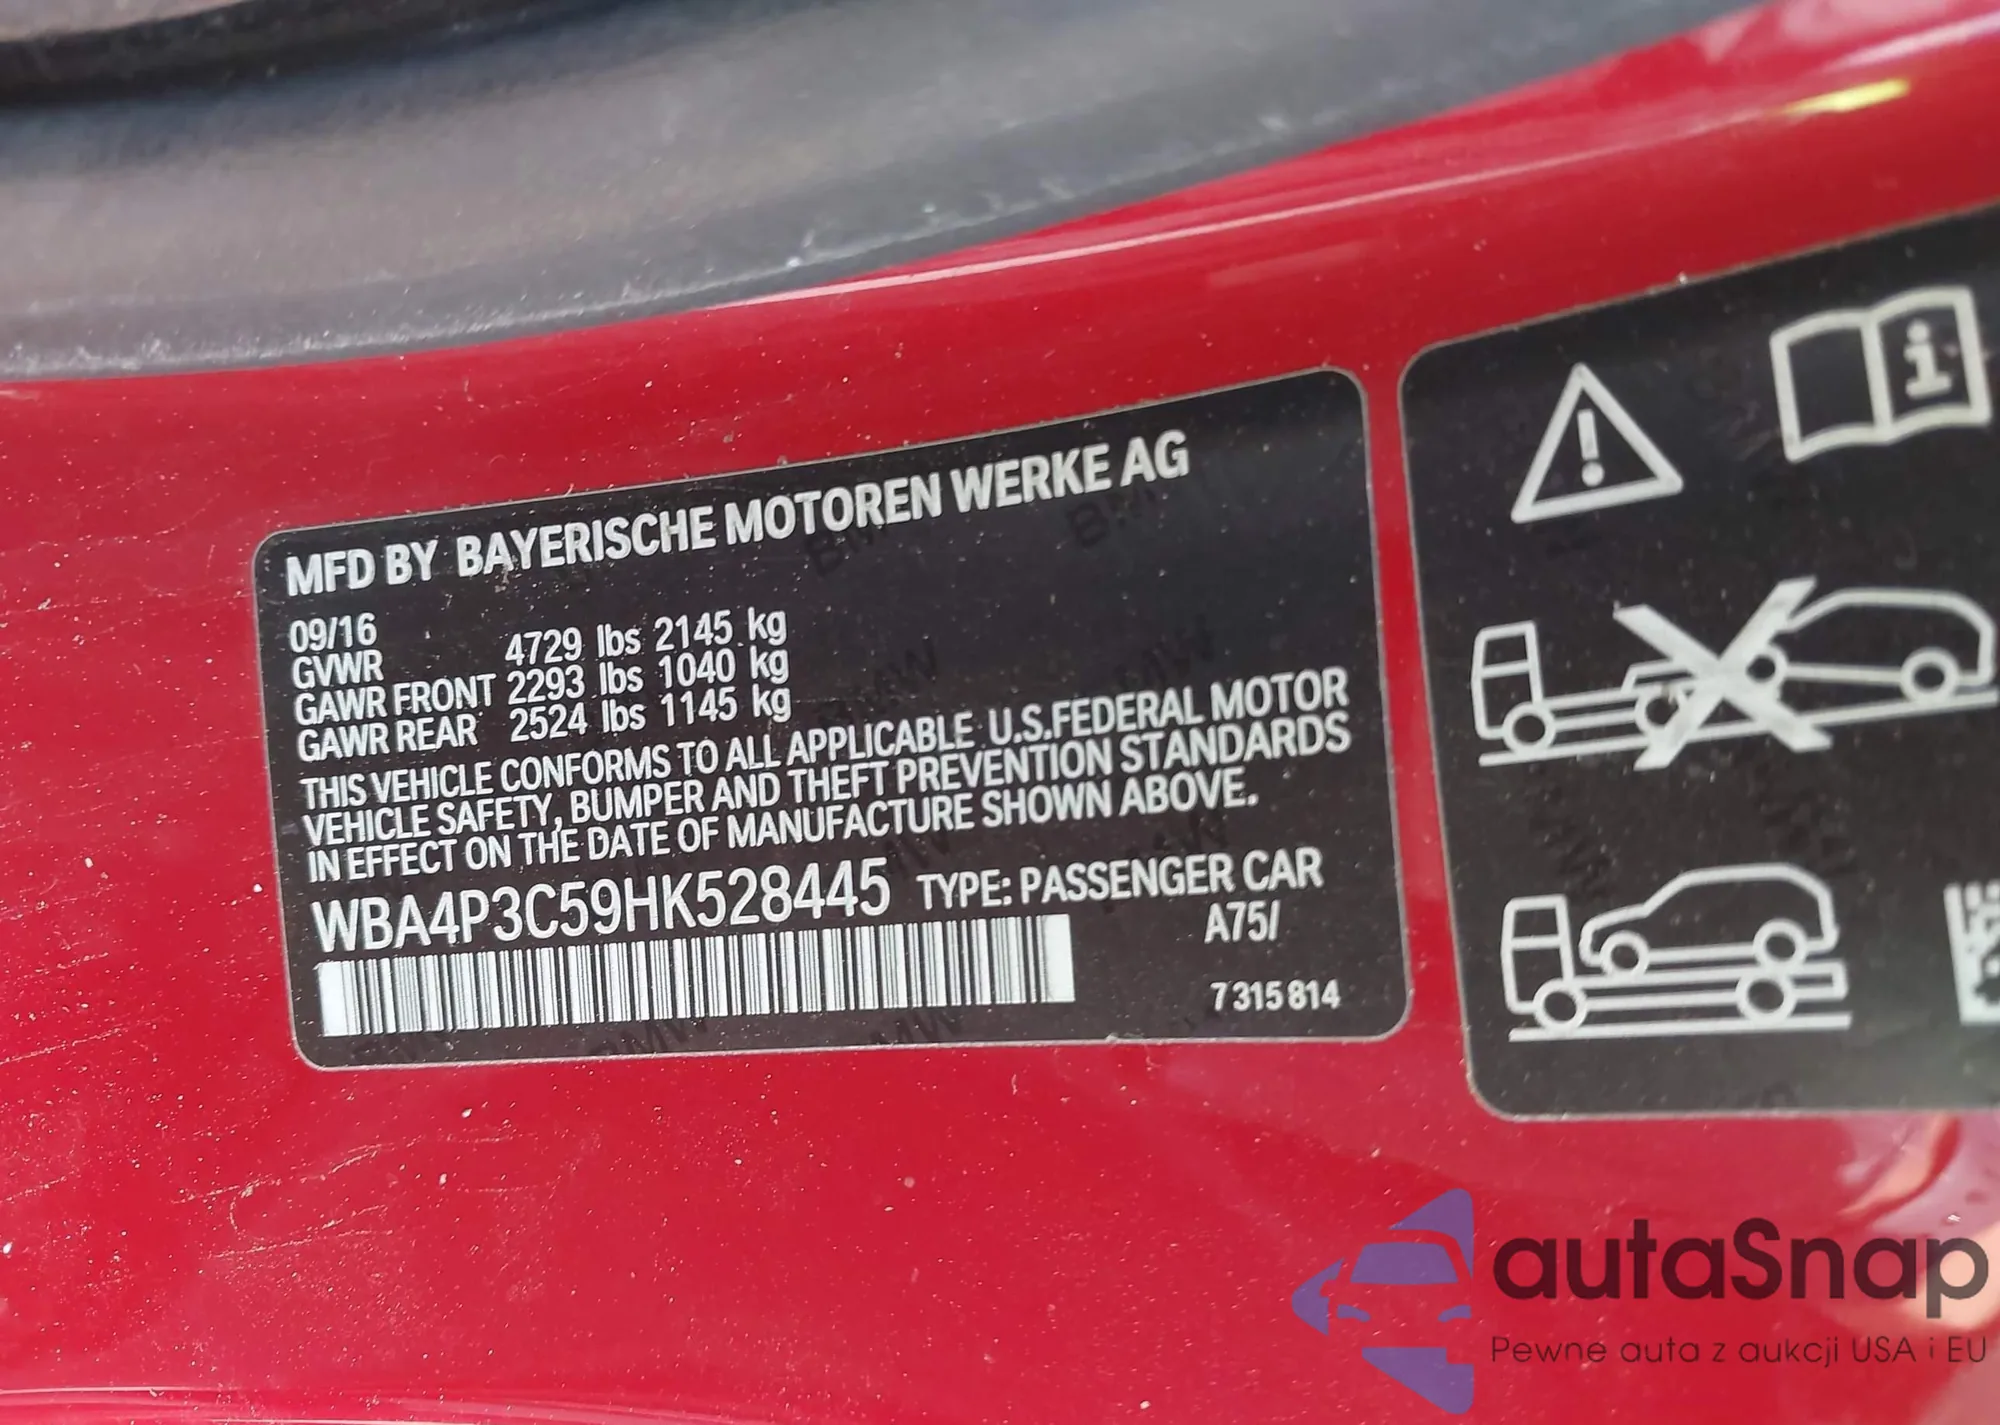 MFD BY BAYERISCHE MOTOREN WERKE AG
09/16
GVWR 4729 lbs 2145 kg
GAWR FRONT 2293 lbs 1040 kg
GAWR REAR 2524 lbs 1145 kg
THIS VEHICLE CONFORMS TO ALL APPLICABLE U.S.FEDERAL MOTOR
VEHICLE SAFETY, BUMPER AND THEFT PREVENTION STANDARDS
IN EFFECT ON THE DATE OF MANUFACTURE SHOWN ABOVE.
WBA4P3C59HK528445 TYPE: PASSENGER CAR
A75/
7315814
autaSnap
Pewne auta z aukcji USA i EU